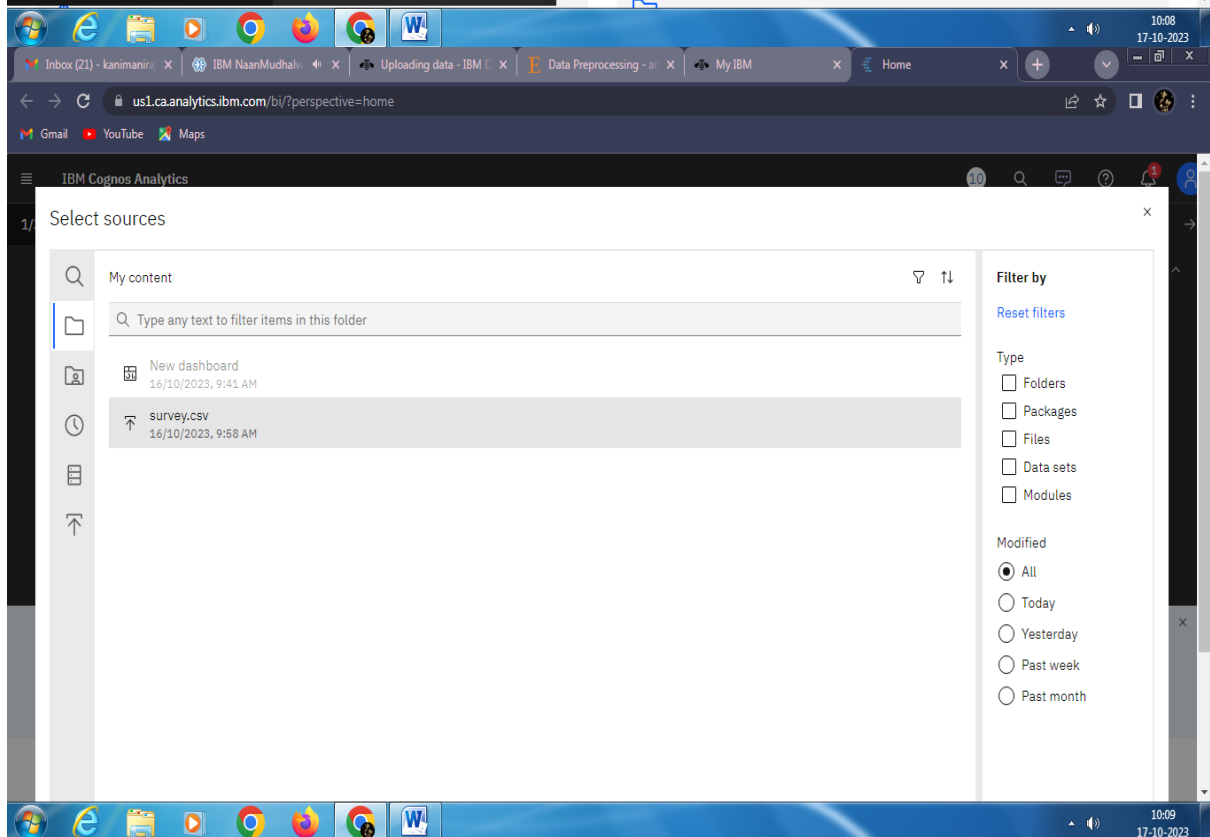 10:08
17-10-2023
Inbox (21) - kanimanira
IBM NaanMudhalv
Uploading data - IBM
Data Preprocessing - an
My IBM
Home
us1.ca.analytics.ibm.com/bi/?perspective=home
Gmail
YouTube
Maps
IBM Cognos Analytics
10
1
1/
Select sources
My content
Filter by
Type any text to filter items in this folder
Reset filters
New dashboard
16/10/2023, 9:41 AM
survey.csv
16/10/2023, 9:58 AM
Type
Folders
Packages
Files
Data sets
Modules
Modified
All
Today
Yesterday
Past week
Past month
10:09
17-10-2023